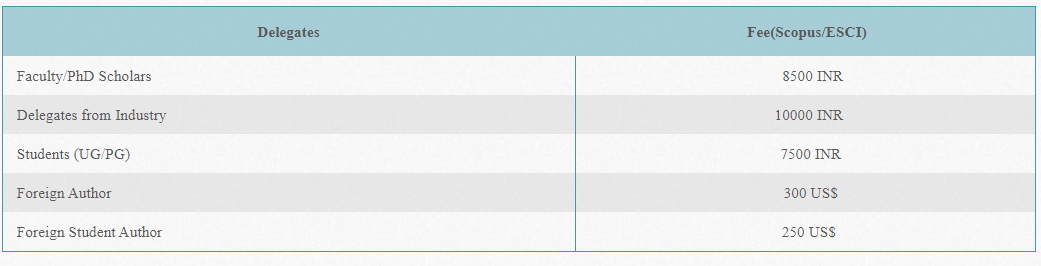 Delegates Fee(Scopus/ESCI)
Faculty/PhD Scholars 8500 INR
Delegates from Industry 10000 INR
Students (UG/PG) 7500 INR
Foreign Author 300 US$
Foreign Student Author 250 US$